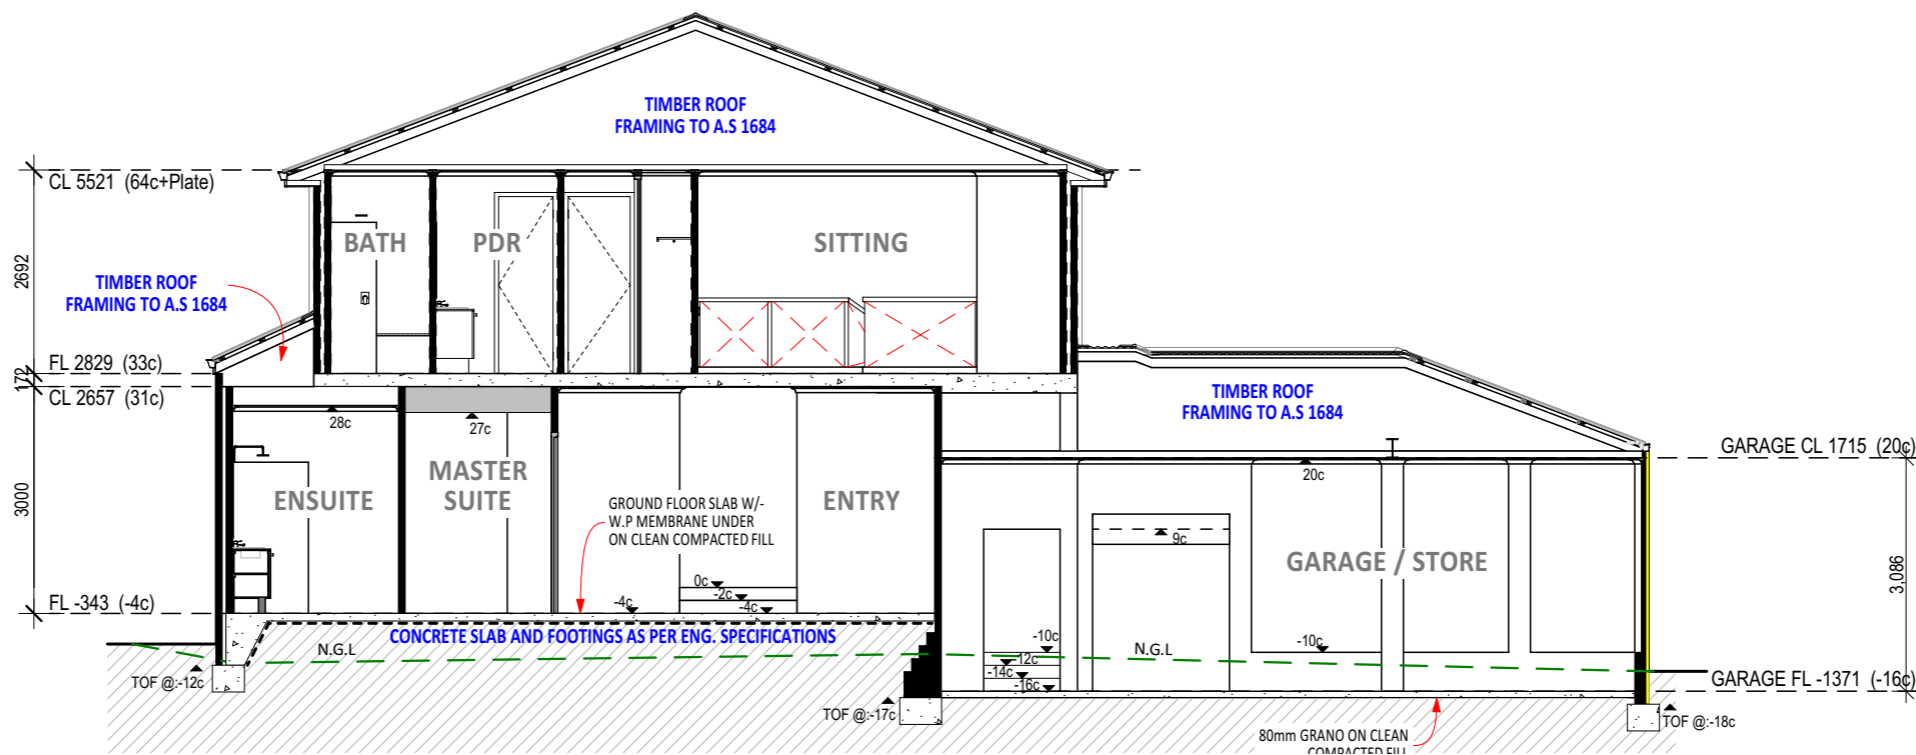 TIMBER ROOF
FRAMING TO A.S 1684
CL 5521 (64c+Plate)
2692
BATH
PDR
SITTING
TIMBER ROOF
FRAMING TO A.S 1684
FL 2829 (33c)
172
CL 2657 (31c)
TIMBER ROOF
FRAMING TO A.S 1684
28c
27c
GARAGE CL 1715 (20c)
20c
3000
ENSUITE
MASTER
SUITE
GROUND FLOOR SLAB W/-
W.P MEMBRANE UNDER
ON CLEAN COMPACTED FILL
ENTRY
9c
GARAGE / STORE
3,086
0c
-2c
-4c
-4c
FL -343 (-4c)
CONCRETE SLAB AND FOOTINGS AS PER ENG. SPECIFICATIONS
N.G.L
-10c
-12c
-14c
-16c
N.G.L
-10c
TOF @:-12c
GARAGE FL -1371 (-16c)
TOF @:-17c
TOF @:-18c
80mm GRANO ON CLEAN
COMPACTED FILL